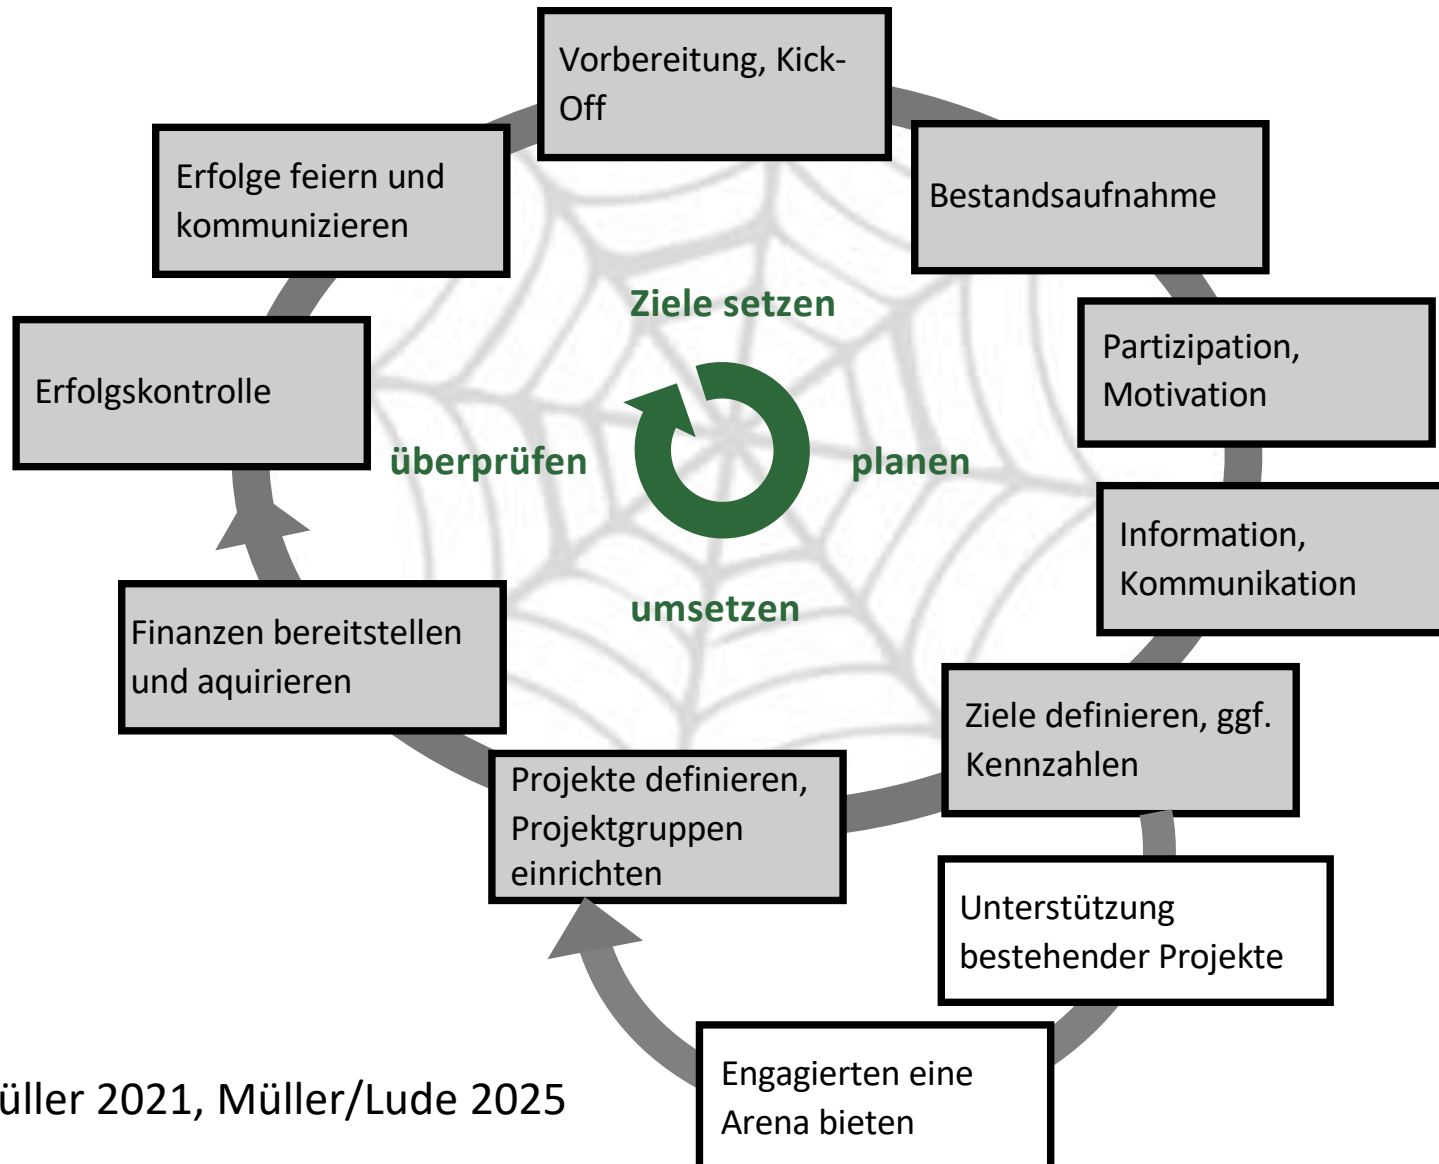 Vorbereitung, Kick-
Off
Bestandsaufnahme
Partizipation,
Motivation
Information,
Kommunikation
Ziele definieren, ggf.
Kennzahlen
Unterstützung
bestehender Projekte
Engagierten eine
Arena bieten
Projekte definieren,
Projektgruppen
einrichten
Finanzen bereitstellen
und aquirieren
Erfolgskontrolle
Erfolge feiern und
kommunizieren
Ziele setzen
planen
umsetzen
überprüfen
üller 2021, Müller/Lude 2025